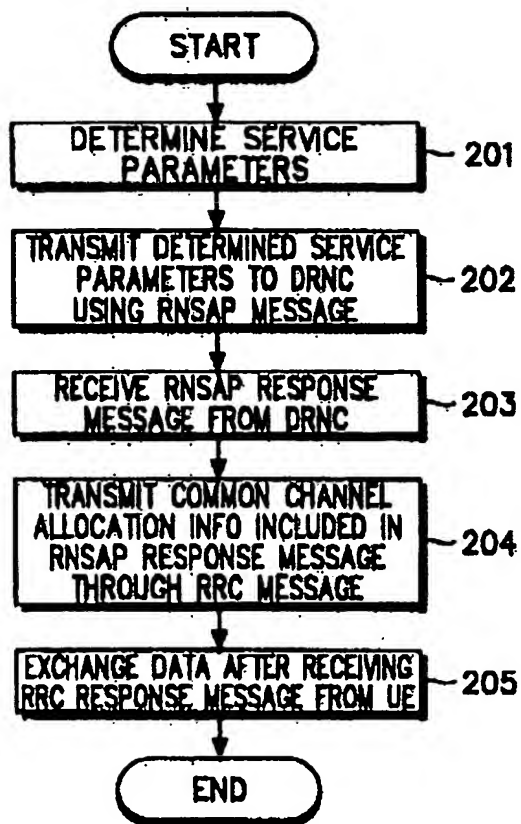 START
DETERMINE SERVICE
PARAMETERS
201
TRANSMIT DETERMINED SERVICE
PARAMETERS TO DRNC
USING RNSAP MESSAGE
202
RECEIVE RNSAP RESPONSE
MESSAGE FROM DRNC
203
TRANSMIT COMMON CHANNEL
ALLOCATION INFO INCLUDED IN
RNSAP RESPONSE MESSAGE
THROUGH RRC MESSAGE
204
EXCHANGE DATA AFTER RECEIVING
RRC RESPONSE MESSAGE FROM UE
205
END